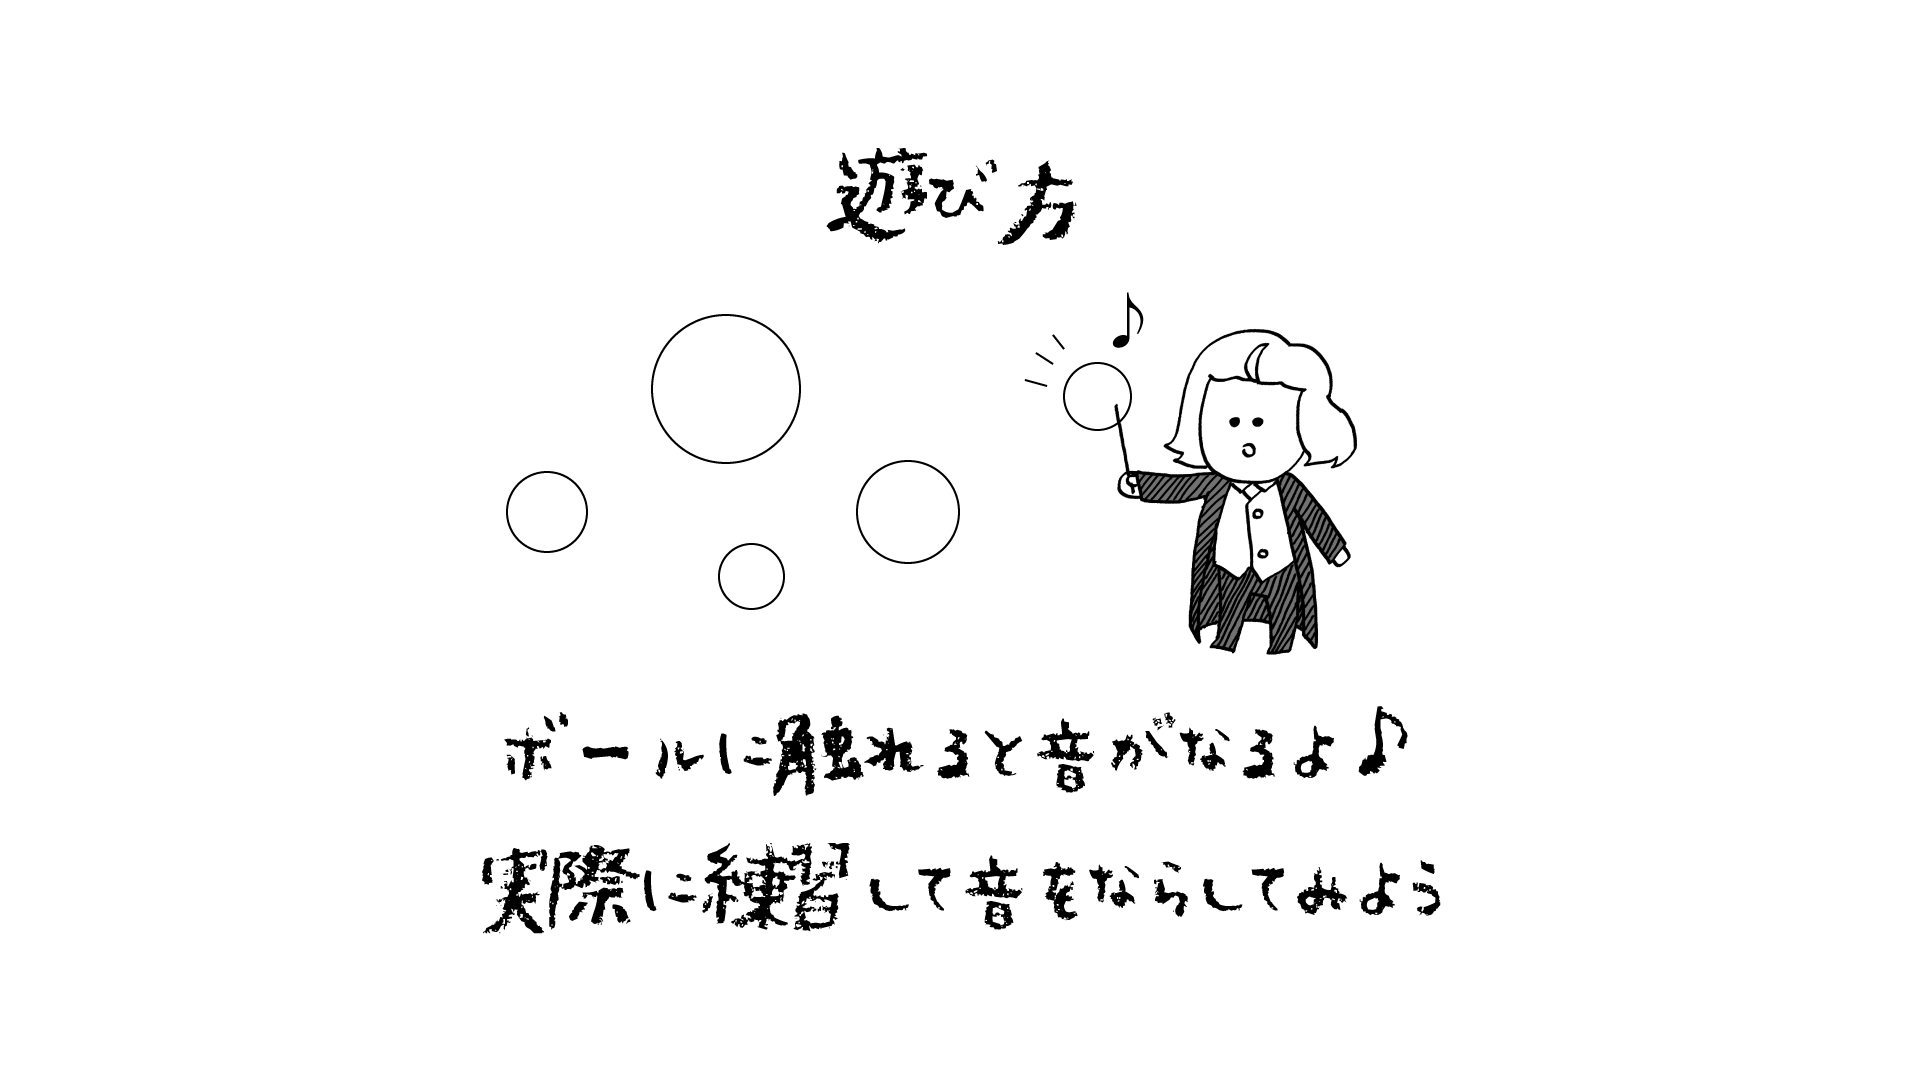 遊び方
ボールに触れると音がなるよ♪
実際に練習して音をならしてみよう